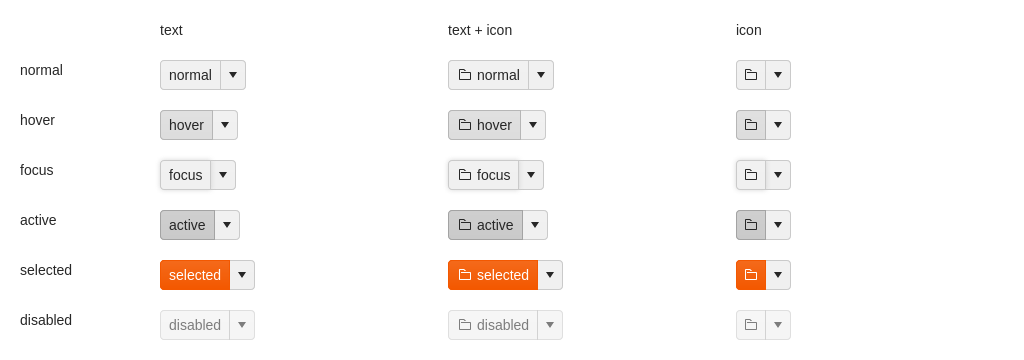 text text + icon icon
normal normal normal
hover hover hover
focus focus focus
active active active
selected selected selected
disabled disabled disabled